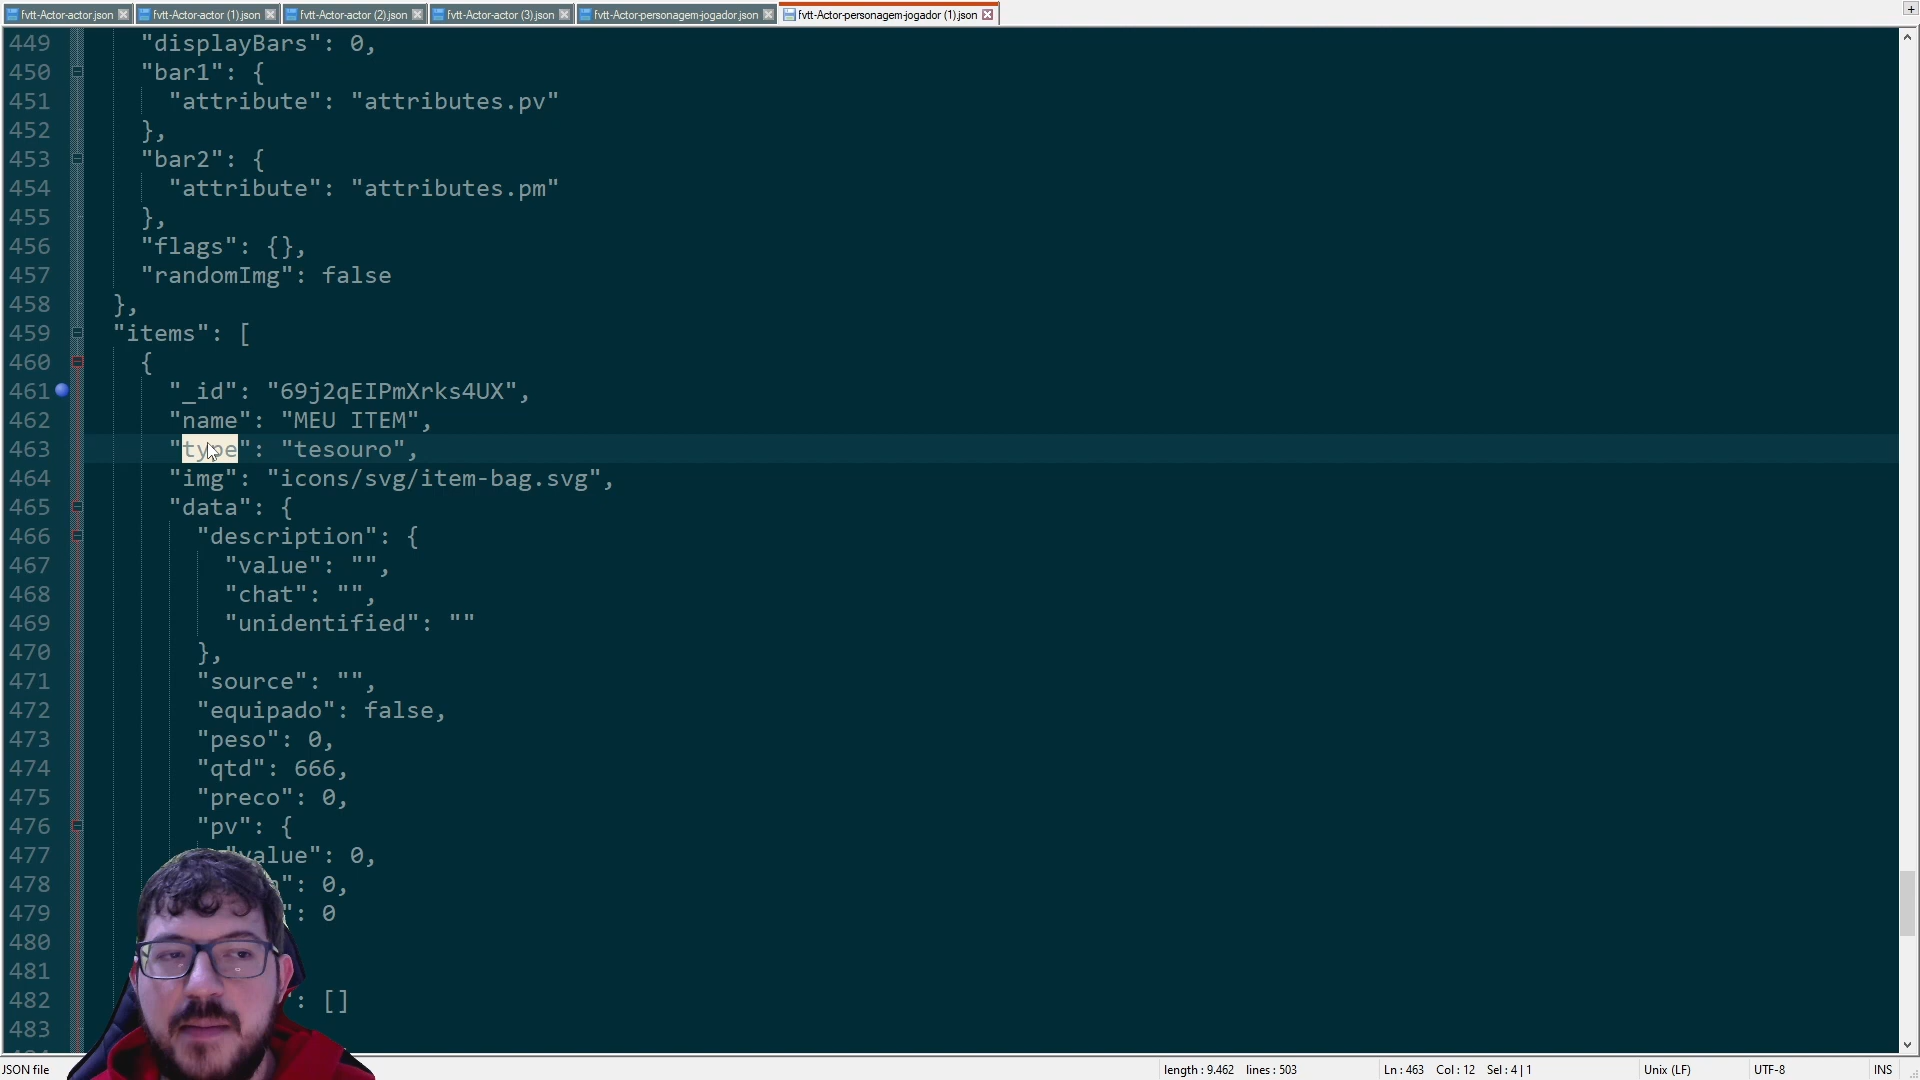 fvtt-Actor-actor.json fvtt-Actor-actor (1).json fvtt-Actor-actor (2).json fvtt-Actor-actor (3).json fvtt-Actor-personagem-jogador.json fvtt-Actor-personagem-jogador (1).json
449 "displayBars": 0,
450 "bar1": {
451 "attribute": "attributes.pv"
452 },
453 "bar2": {
454 "attribute": "attributes.pm"
455 },
456 "flags": {},
457 "randomImg": false
458 },
459 "items": [
460 {
461 "_id": "69j2qEIPmXrks4UX",
462 "name": "MEU ITEM",
463 "type": "tesouro",
464 "img": "icons/svg/item-bag.svg",
465 "data": {
466 "description": {
467 "value": "",
468 "chat": "",
469 "unidentified": ""
470 },
471 "source": "",
472 "equipado": false,
473 "peso": 0,
474 "qtd": 666,
475 "preco": 0,
476 "pv": {
477 "value": 0,
478 ": 0,
479 : 0
480
481
482 : []
483
JSON file length : 9.462 lines : 503 Ln : 463 Col : 12 Sel : 4 | 1 Unix (LF) UTF-8 INS